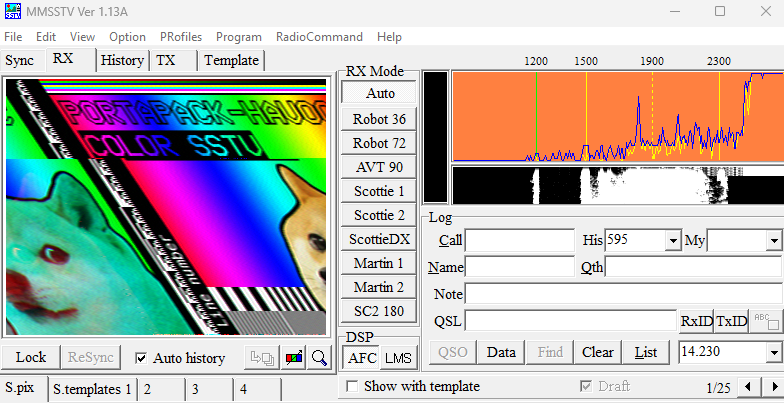 MMSSTV Ver 1.13A
File Edit View Option PRofiles Program RadioCommand Help
Sync RX History TX Template
PORTAPACK-HAVOC
COLOR SSTV
Line number
RX Mode
Auto
Robot 36
Robot 72
AVT 90
Scottie 1
Scottie 2
ScottieDX
Martin 1
Martin 2
SC2 180
DSP
AFC LMS
1200 1500 1900 2300
Log
Call His 595 My
Name Qth
Note
QSL RxID TxID ABC
QSO Data Find Clear List 14.230
Lock ReSync Auto history
S.pix S.templates 1 2 3 4
Show with template Draft 1/25